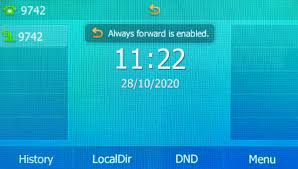 9742
Always forward is enabled.
9742
11:22
28/10/2020
History LocalDir DND Menu